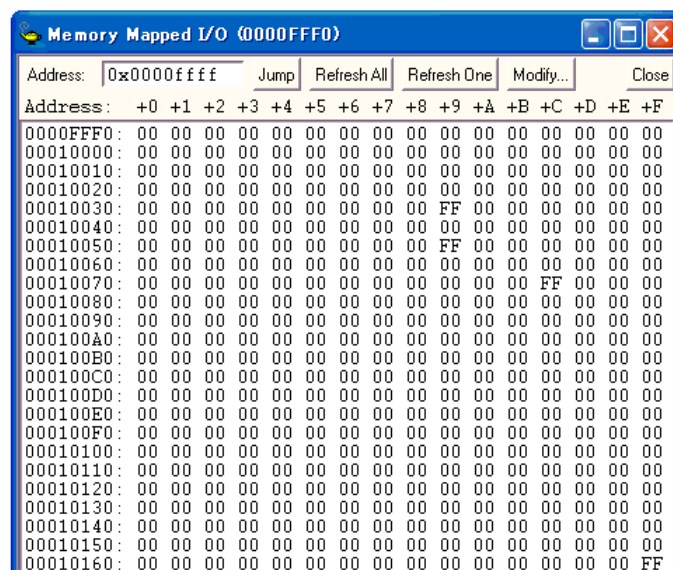 Memory Mapped I/O (0000FFF0)
Address: 0x0000ffff Jump Refresh All Refresh One Modify... Close
Address: +0 +1 +2 +3 +4 +5 +6 +7 +8 +9 +A +B +C +D +E +F
0000FFF0: 00 00 00 00 00 00 00 00 00 00 00 00 00 00 00 00
00010000: 00 00 00 00 00 00 00 00 00 00 00 00 00 00 00 00
00010010: 00 00 00 00 00 00 00 00 00 00 00 00 00 00 00 00
00010020: 00 00 00 00 00 00 00 00 00 00 00 00 00 00 00 00
00010030: 00 00 00 00 00 00 00 00 00 FF 00 00 00 00 00 00
00010040: 00 00 00 00 00 00 00 00 00 00 00 00 00 00 00 00
00010050: 00 00 00 00 00 00 00 00 00 FF 00 00 00 00 00 00
00010060: 00 00 00 00 00 00 00 00 00 00 00 00 00 00 00 00
00010070: 00 00 00 00 00 00 00 00 00 00 00 00 FF 00 00 00
00010080: 00 00 00 00 00 00 00 00 00 00 00 00 00 00 00 00
00010090: 00 00 00 00 00 00 00 00 00 00 00 00 00 00 00 00
000100A0: 00 00 00 00 00 00 00 00 00 00 00 00 00 00 00 00
000100B0: 00 00 00 00 00 00 00 00 00 00 00 00 00 00 00 00
000100C0: 00 00 00 00 00 00 00 00 00 00 00 00 00 00 00 00
000100D0: 00 00 00 00 00 00 00 00 00 00 00 00 00 00 00 00
000100E0: 00 00 00 00 00 00 00 00 00 00 00 00 00 00 00 00
000100F0: 00 00 00 00 00 00 00 00 00 00 00 00 00 00 00 00
00010100: 00 00 00 00 00 00 00 00 00 00 00 00 00 00 00 00
00010110: 00 00 00 00 00 00 00 00 00 00 00 00 00 00 00 00
00010120: 00 00 00 00 00 00 00 00 00 00 00 00 00 00 00 00
00010130: 00 00 00 00 00 00 00 00 00 00 00 00 00 00 00 00
00010140: 00 00 00 00 00 00 00 00 00 00 00 00 00 00 00 00
00010150: 00 00 00 00 00 00 00 00 00 00 00 00 00 00 00 00
00010160: 00 00 00 00 00 00 00 00 00 00 00 00 00 00 00 FF